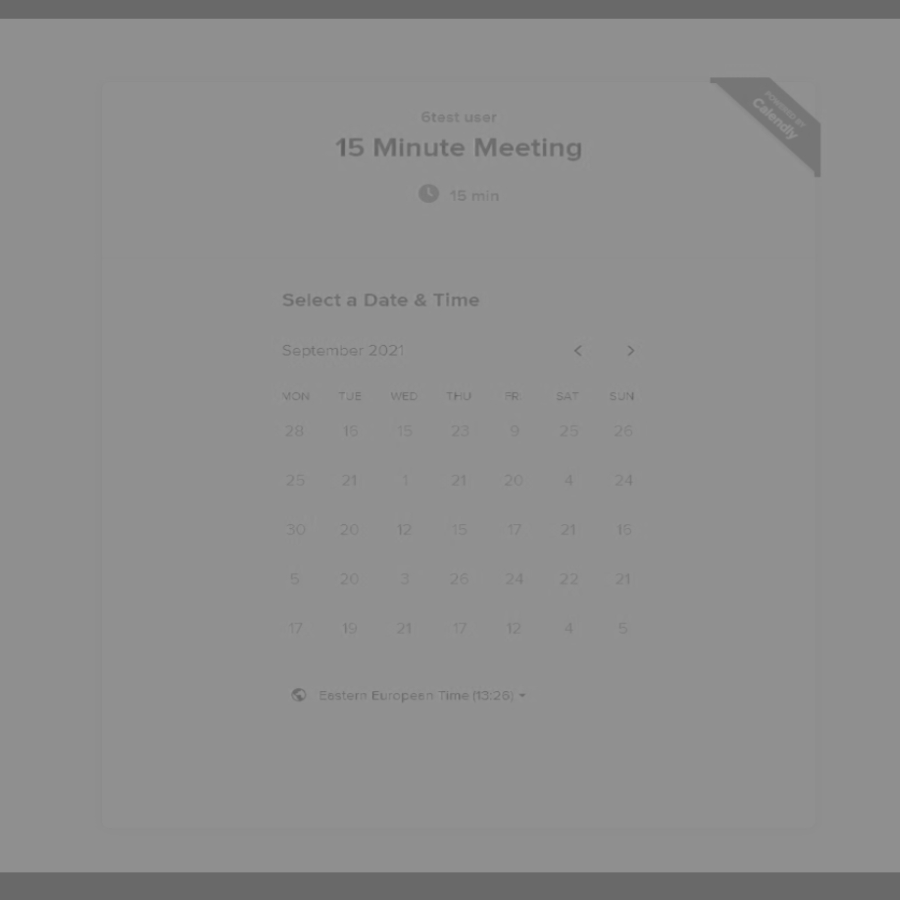 POWERED BY
Calendly
6test user
15 Minute Meeting
15 min
Select a Date & Time
September 2021
MON TUE WED THU FRI SAT SUN
28 15 15 23 9 25 26
25 21 1 21 20 4 24
30 20 12 15 17 21 16
5 20 3 26 24 22 21
17 19 21 17 12 4 5
Eastern European Time (13:26)